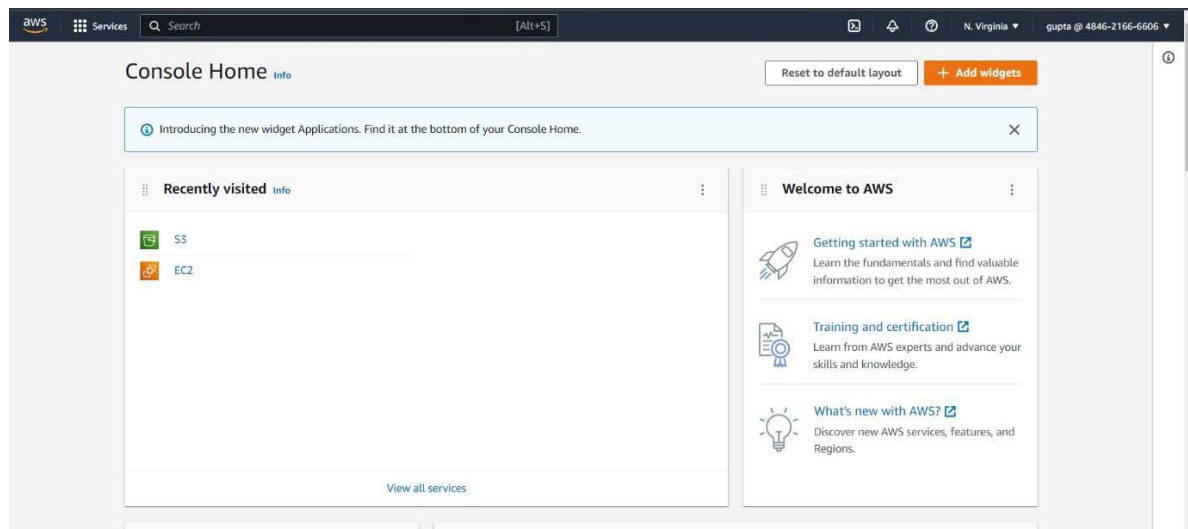 aws Services Search [Alt+S] N. Virginia ▼ gupta @ 4846-2166-6606 ▼
Console Home Info
Reset to default layout
+ Add widgets
Introducing the new widget Applications. Find it at the bottom of your Console Home.
Recently visited Info
S3
EC2
View all services
Welcome to AWS
Getting started with AWS
Learn the fundamentals and find valuable
information to get the most out of AWS.
Training and certification
Learn from AWS experts and advance your
skills and knowledge.
What's new with AWS?
Discover new AWS services, features, and
Regions.